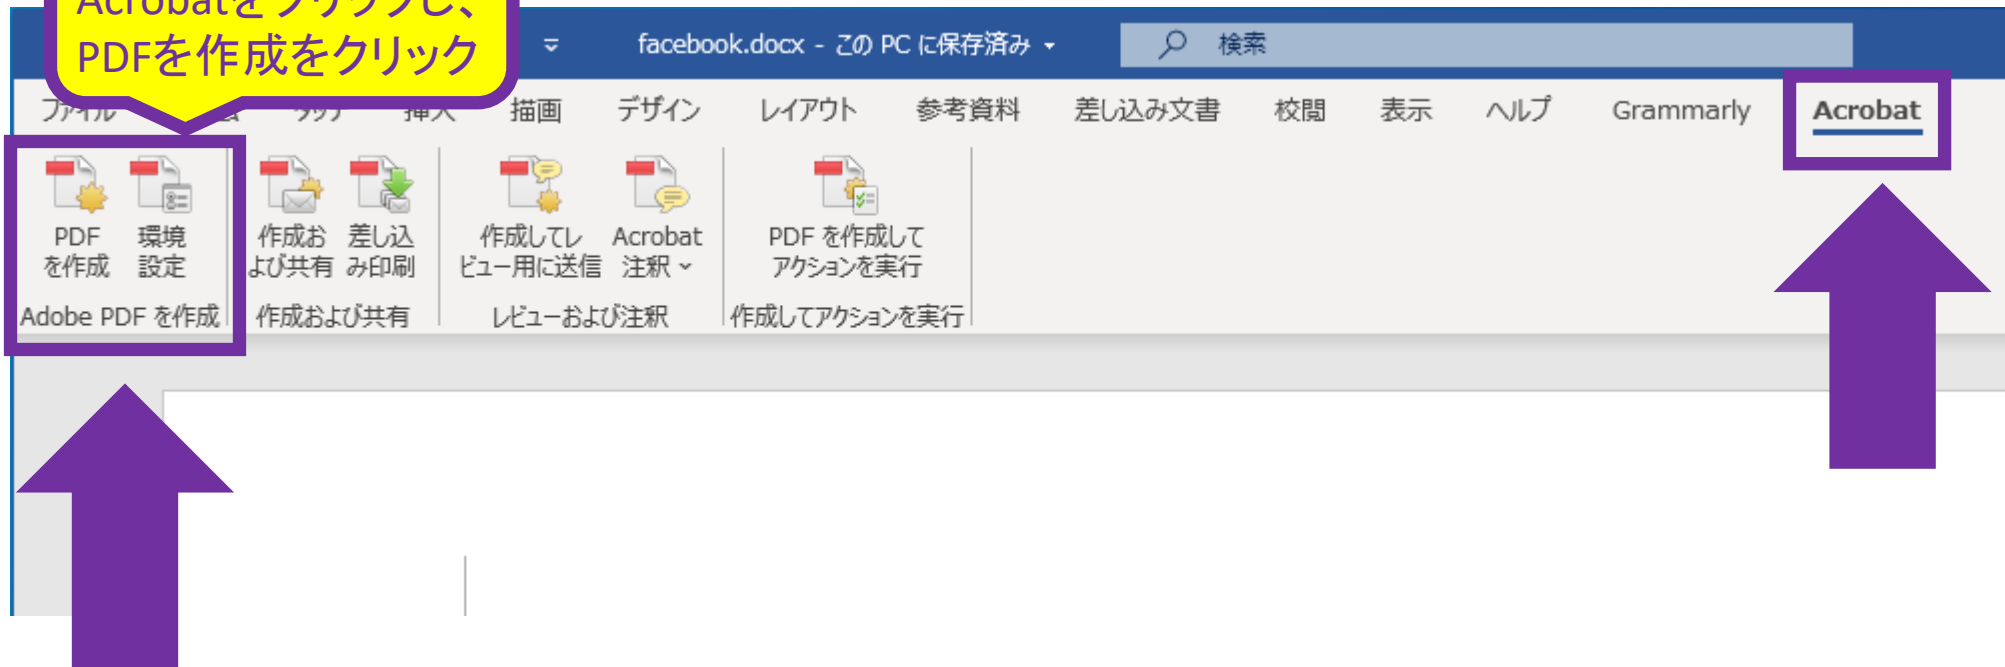 Acrobatをクリックし、
PDFを作成をクリック
facebook.docx - この PC に保存済み
検索
ファイル
描画
デザイン
レイアウト
参考資料
差し込み文書
校閲
表示
ヘルプ
Grammarly
Acrobat
PDF
を作成
環境
設定
作成お
よび共有
差し込
み印刷
作成してレ
ビュー用に送信
Acrobat
注釈
PDF を作成して
アクションを実行
Adobe PDF を作成
作成および共有
レビューおよび注釈
作成してアクションを実行